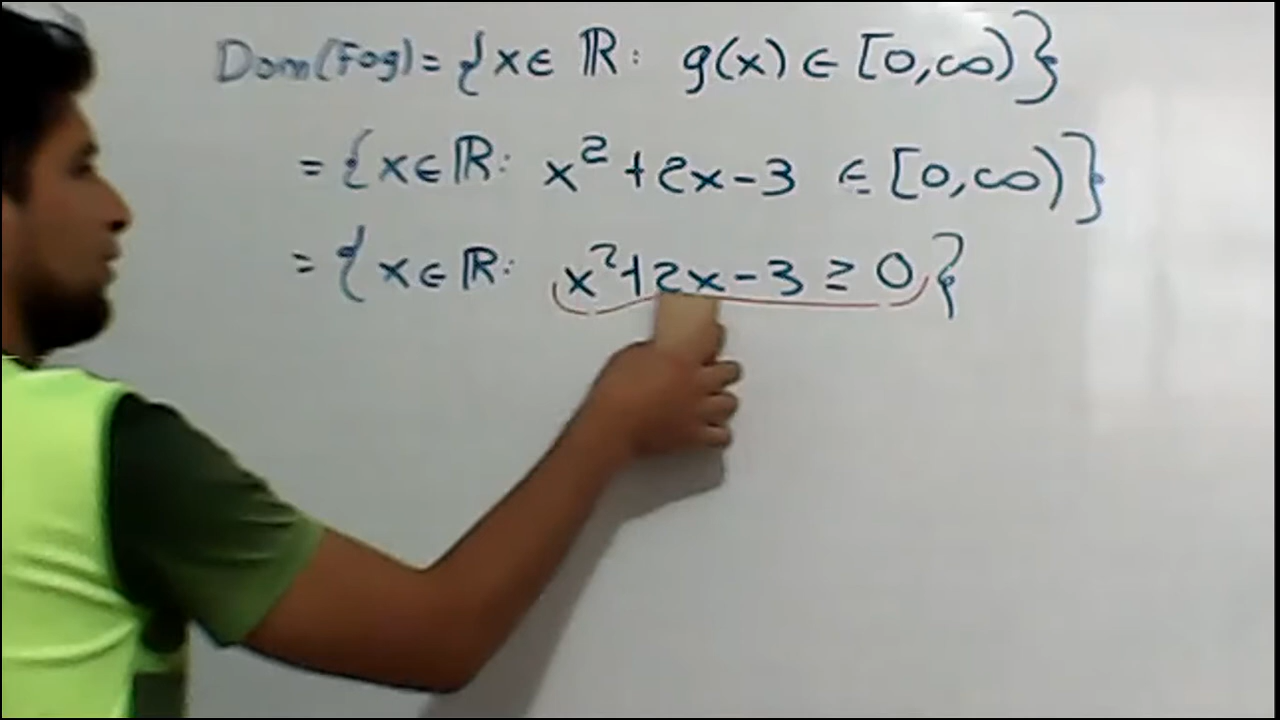 Dom(Fog) = {x ∈ ℝ: g(x) ∈ [0,∞)}
= {x ∈ ℝ: x² + 2x - 3 ∈ [0,∞)}
= {x ∈ ℝ: x² + 2x - 3 ≥ 0}